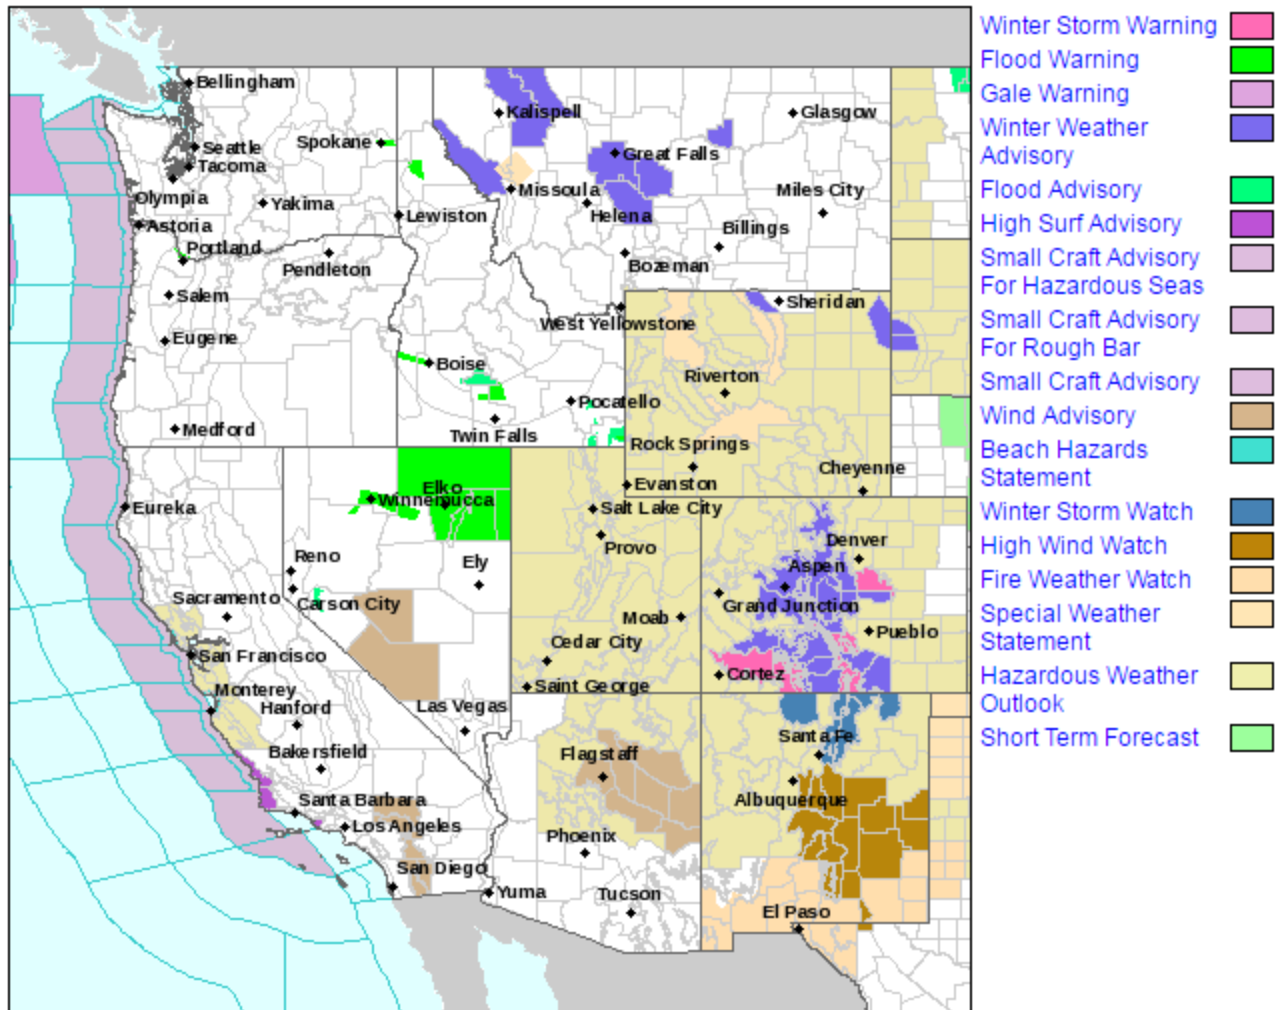 Bellingham
Seattle
Tacoma
Olympia
Spokane
Yakima
Astoria
Portland
Lewiston
Pendleton
Salem
Eugene
Medford
Kalispell
Glasgow
Great Falls
Missoula
Helena
Miles City
Billings
Bozeman
West Yellowstone
Sheridan
Boise
Pocatello
Twin Falls
Riverton
Rock Springs
Evanston
Cheyenne
Eureka
Elko
Winnemucca
Reno
Ely
Carson City
Sacramento
San Francisco
Monterey
Hanford
Las Vegas
Bakersfield
Santa Barbara
Los Angeles
San Diego
Salt Lake City
Provo
Moab
Cedar City
Saint George
Denver
Aspen
Grand Junction
Pueblo
Cortez
Flagstaff
Phoenix
Yuma
Tucson
Santa Fe
Albuquerque
El Paso
Winter Storm Warning
Flood Warning
Gale Warning
Winter Weather
Advisory
Flood Advisory
High Surf Advisory
Small Craft Advisory
For Hazardous Seas
Small Craft Advisory
For Rough Bar
Small Craft Advisory
Wind Advisory
Beach Hazards
Statement
Winter Storm Watch
High Wind Watch
Fire Weather Watch
Special Weather
Statement
Hazardous Weather
Outlook
Short Term Forecast